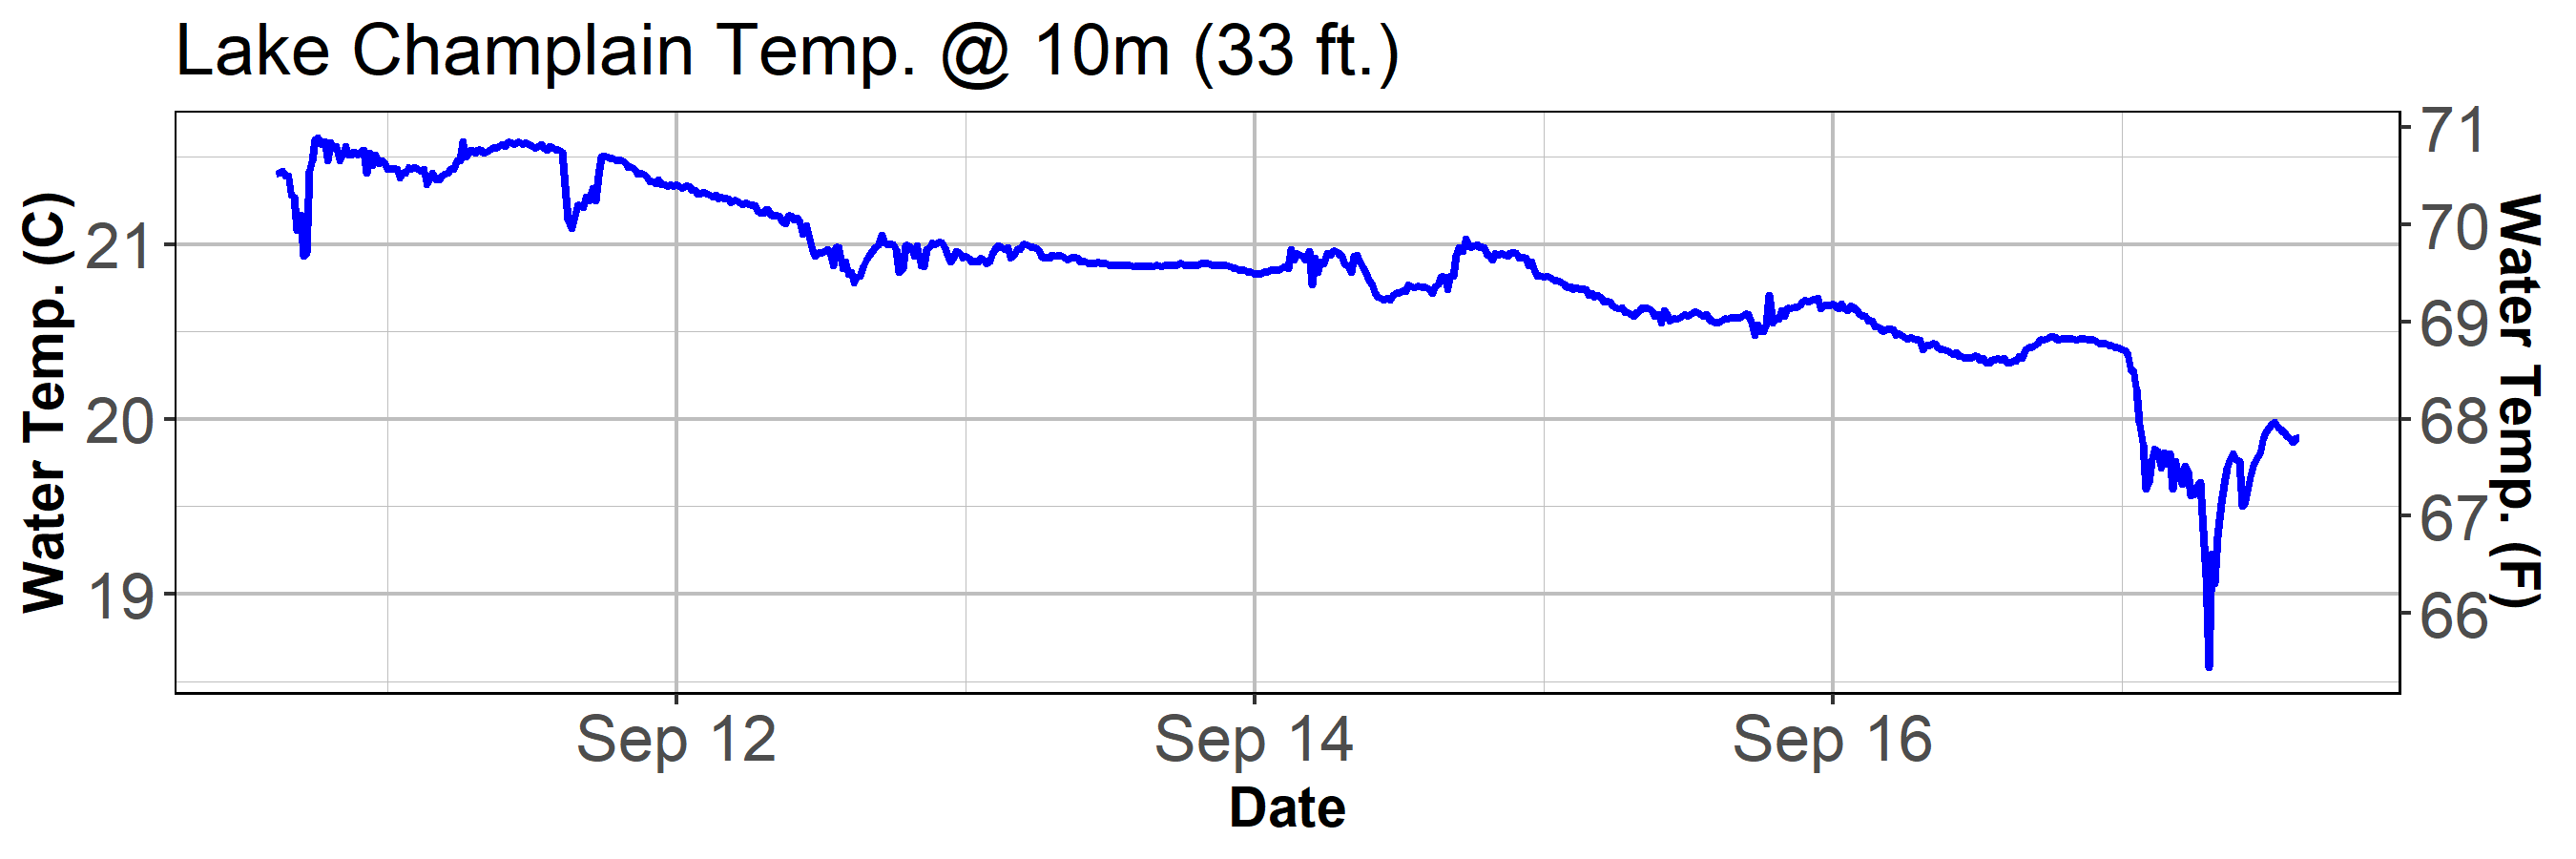 Lake Champlain Temp. @ 10m (33 ft.)
Water Temp. (C)
21
20
19
71
70
69
68
67
66
Water Temp. (F)
Sep 12
Sep 14
Sep 16
Date